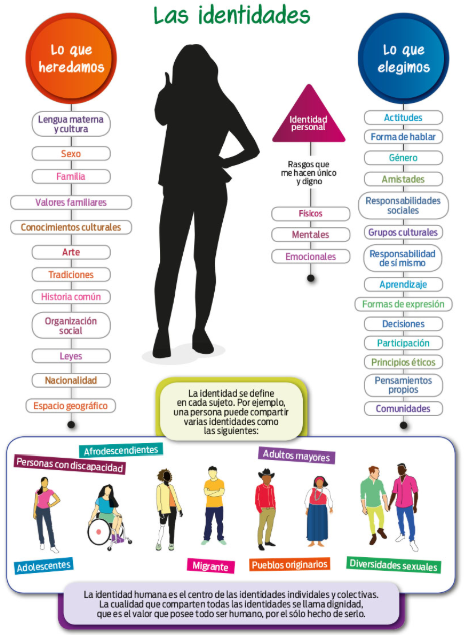 Las identidades
Lo que
heredamos
Lengua materna
y cultura
Sexo
Familia
Valores familiares
Conocimientos culturales
Arte
Tradiciones
Historia común
Organización
social
Leyes
Nacionalidad
Espacio geográfico
Identidad
personal
Rasgos que
me hacen único
y digno
Físicos
Mentales
Emocionales
Lo que
elegimos
Actitudes
Forma de hablar
Género
Amistades
Responsabilidades
sociales
Grupos culturales
Responsabilidad
de sí mismo
Aprendizaje
Formas de expresión
Decisiones
Participación
Principios éticos
Pensamientos
propios
Comunidades
La identidad se define
en cada sujeto. Por ejemplo,
una persona puede compartir
varias identidades como
las siguientes:
Personas con discapacidad
Afrodescendientes
Adultos mayores
Adolescentes
Migrante
Pueblos originarios
Diversidades sexuales
La identidad humana es el centro de las identidades individales y colectivas.
La cualidad que comparten todas las identidades se llama dignidad,
que es el valor que posee todo ser humano, por el sólo hecho de serlo.